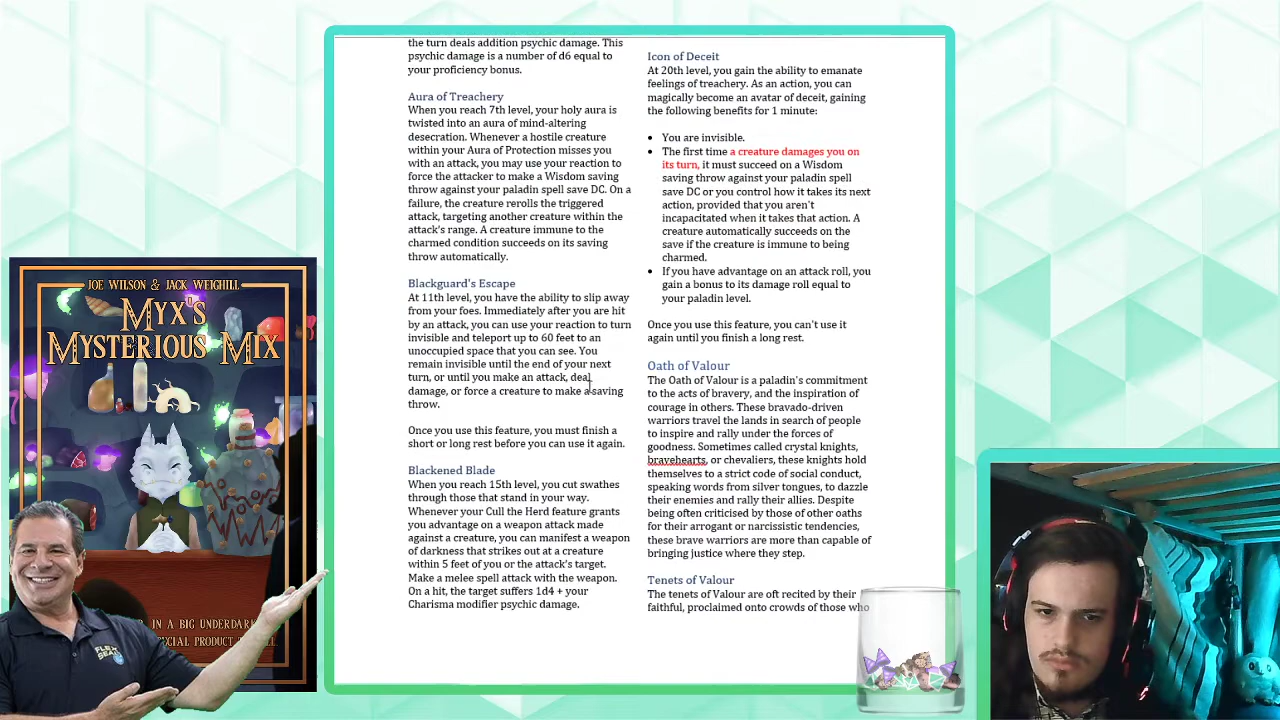 JOE WILSON & JACK WEIGHILL
MYX'S
MYSTERIOUS MIX
IN A BIG UNDERDAR
the turn deals addition psychic damage. This
psychic damage is a number of d6 equal to
your proficiency bonus.
Aura of Treachery
When you reach 7th level, your holy aura is
twisted into an aura of mind-altering
desecration. Whenever a hostile creature
within your Aura of Protection misses you
with an attack, you may use your reaction to
force the attacker to make a Wisdom saving
throw against your paladin spell save DC. On a
failure, the creature rerolls the triggered
attack, targeting another creature within the
attack's range. A creature immune to the
charmed condition succeeds on its saving
throw automatically.
Blackguard's Escape
At 11th level, you have the ability to slip away
from your foes. Immediately after you are hit
by an attack, you can use your reaction to turn
invisible and teleport up to 60 feet to an
unoccupied space that you can see. You
remain invisible until the end of your next
turn, or until you make an attack, deal
damage, or force a creature to make a saving
throw.
Once you use this feature, you must finish a
short or long rest before you can use it again.
Blackened Blade
When you reach 15th level, you cut swathes
through those that stand in your way.
Whenever your Cull the Herd feature grants
you advantage on a weapon attack made
against a creature, you can manifest a weapon
of darkness that strikes out at a creature
within 5 feet of you or the attack's target.
Make a melee spell attack with the weapon.
On a hit, the target suffers 1d4 + your
Charisma modifier psychic damage.
Icon of Deceit
At 20th level, you gain the ability to emanate
feelings of treachery. As an action, you can
magically become an avatar of deceit, gaining
the following benefits for 1 minute:
• You are invisible.
• The first time a creature damages you on
its turn, it must succeed on a Wisdom
saving throw against your paladin spell
save DC or you control how it takes its next
action, provided that you aren't
incapacitated when it takes that action. A
creature automatically succeeds on the
save if the creature is immune to being
charmed.
• If you have advantage on an attack roll, you
gain a bonus to its damage roll equal to
your paladin level.
Once you use this feature, you can't use it
again until you finish a long rest.
Oath of Valour
The Oath of Valour is a paladin's commitment
to the acts of bravery, and the inspiration of
courage in others. These bravado-driven
warriors travel the lands in search of people
to inspire and rally under the forces of
goodness. Sometimes called crystal knights,
bravehearts, or chevaliers, these knights hold
themselves to a strict code of social conduct,
speaking words from silver tongues, to dazzle
their enemies and rally their allies. Despite
being often criticised by those of other oaths
for their arrogant or narcissistic tendencies,
these brave warriors are more than capable of
bringing justice where they step.
Tenets of Valour
The tenets of Valour are oft recited by their
faithful, proclaimed onto crowds of those who